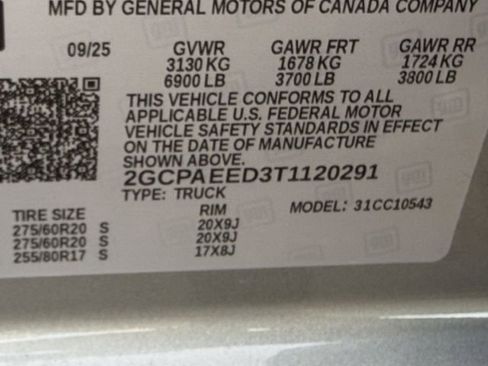 MFD BY GENERAL MOTORS OF CANADA COMPANY
09/25 GVWR GAWR FRT GAWR RR
3130 KG 1678 KG 1724 KG
6900 LB 3700 LB 3800 LB
THIS VEHICLE CONFORMS TO ALL
APPLICABLE U.S. FEDERAL MOTOR
VEHICLE SAFETY STANDARDS IN EFFECT
ON THE DATE OF MANUFACTURE
SHOWN ABOVE.
2GCPAEED3T1120291
TYPE: TRUCK MODEL: 31CC10543
TIRE SIZE RIM
275/60R20 S 20X9J
275/60R20 S 20X9J
255/80R17 S 17X8J